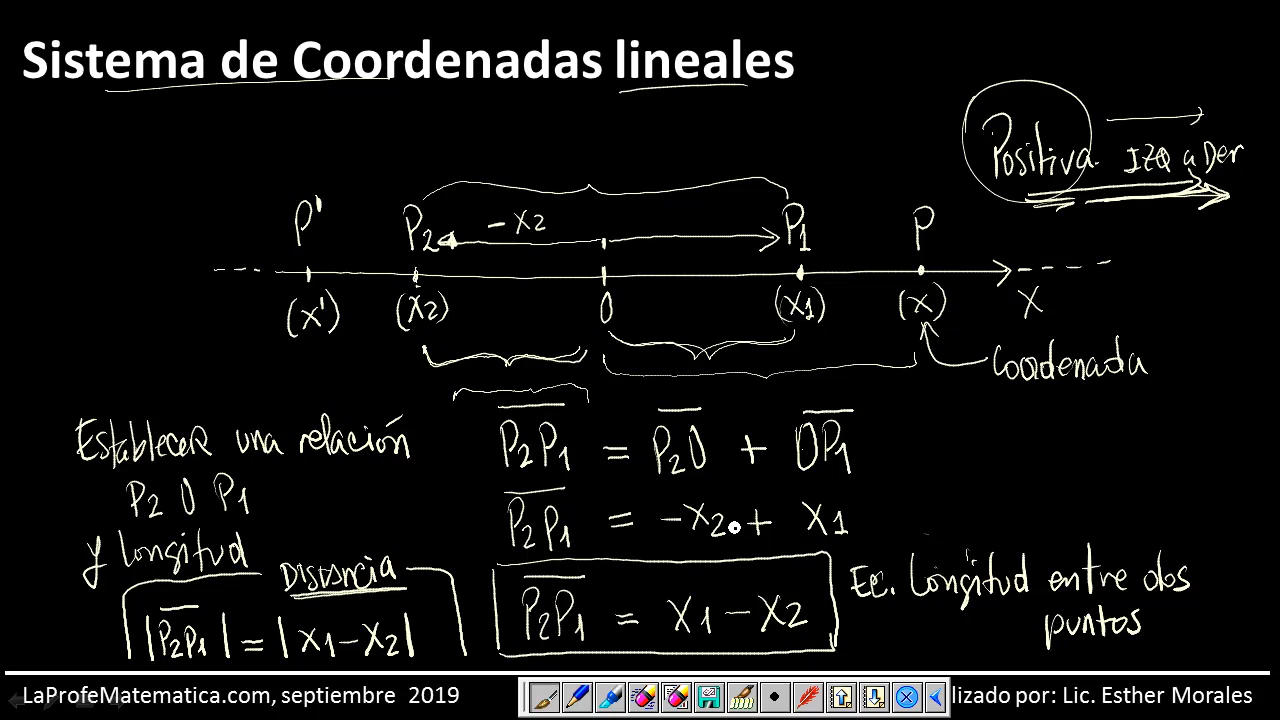 Sistema de Coordenadas lineales
Positiva. IZQ a Der
P' P2 -X2 P1 P
(X') (X2) 0 (X1) (X) X
Coordenada
Establecer una relación
P2 0 P1
y longitud
Distancia
|P2P1| = |X1-X2|
P2P1 = P20 + 0P1
P2P1 = -X2 + X1
P2P1 = X1 - X2
Ec. Longitud entre dos
puntos
LaProfeMatematica.com, septiembre 2019
lizado por: Lic. Esther Morales